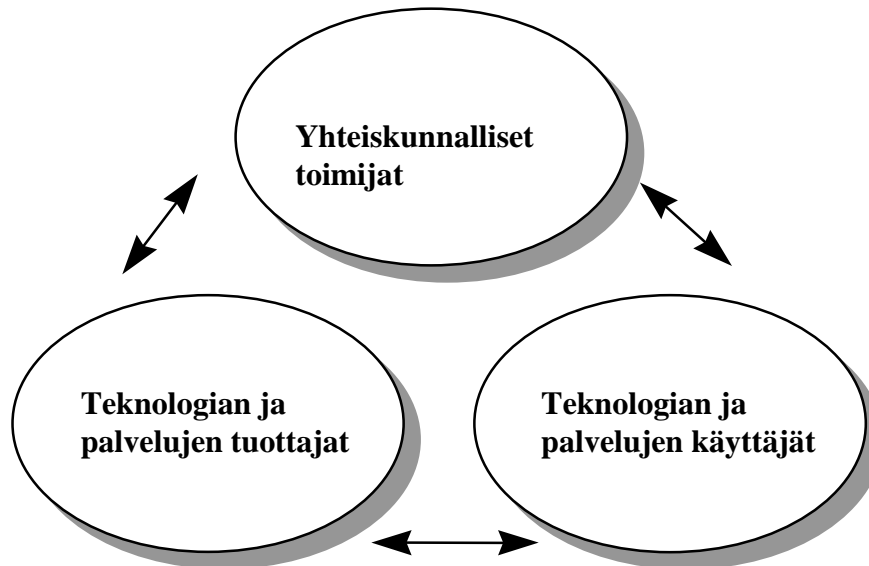 Yhteiskunnalliset
toimijat
Teknologian ja
palvelujen tuottajat
Teknologian ja
palvelujen käyttäjät